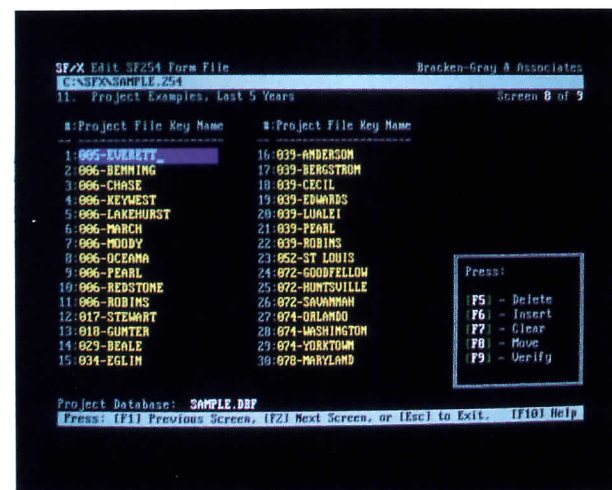 SF/X Edit SF254 Form File Bracken-Gray & Associates
C:\SFX\SAMPLE.254
11. Project Examples, Last 5 Years Screen 8 of 9
#:Project File Key Name #:Project File Key Name
1:005-EVERETT_ 16:039-ANDERSON
2:006-BENNING 17:039-BERGSTROM
3:006-CHASE 18:039-CECIL
4:006-KEYWEST 19:039-EDWARDS
5:006-LAKEHURST 20:039-LUALEI
6:006-MARCH 21:039-PEARL
7:006-MOODY 22:039-ROBINS
8:006-OCEANA 23:052-ST LOUIS
9:006-PEARL 24:072-GOODFELLOW
10:006-REDSTONE 25:072-HUNTSVILLE
11:006-ROBINS 26:072-SAVANNAH
12:017-STEWART 27:074-ORLANDO
13:018-GUNTER 28:074-WASHINGTON
14:029-BEALE 29:074-YORKTOWN
15:034-EGLIN 30:078-MARYLAND
Press:
[F5] - Delete
[F6] - Insert
[F7] - Clear
[F8] - Move
[F9] - Verify
Project Database: SAMPLE.DBF
Press: [F1] Previous Screen, [F2] Next Screen, or [Esc] to Exit. [F10] Help